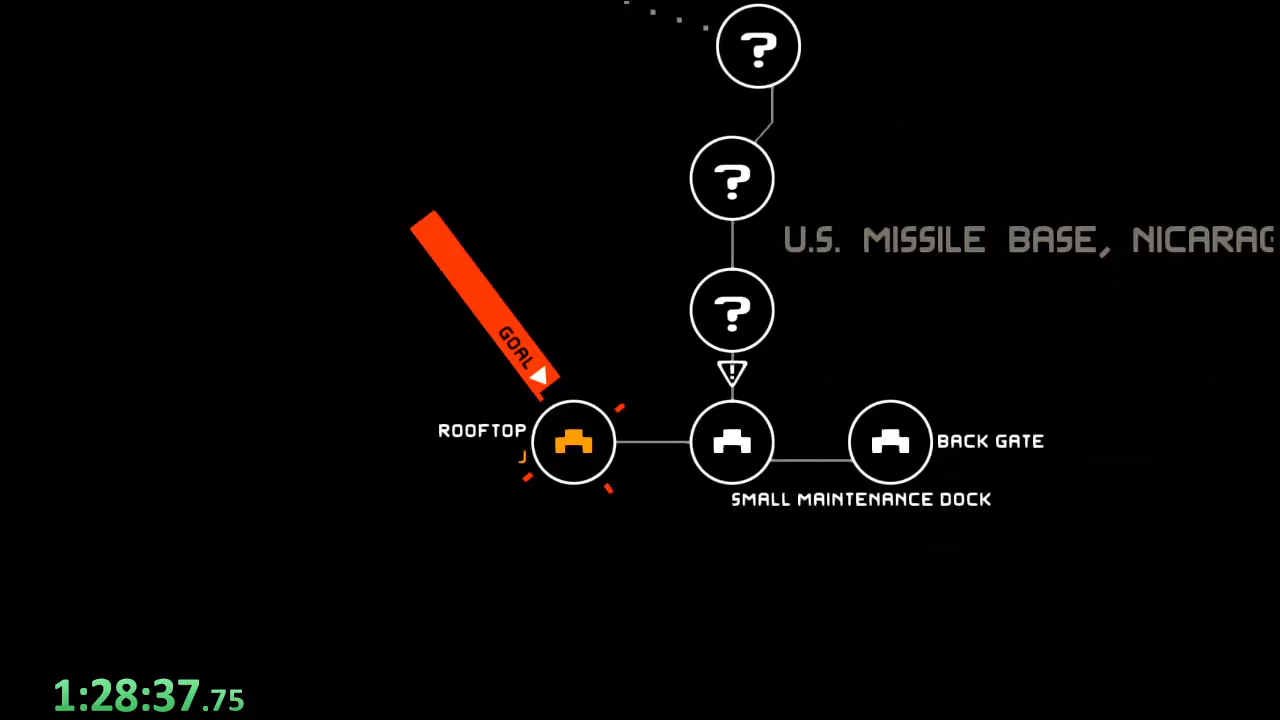 ?
?
U.S. MISSILE BASE, NICARAG
?
GOAL
!
ROOFTOP
BACK GATE
SMALL MAINTENANCE DOCK
1:28:37.75